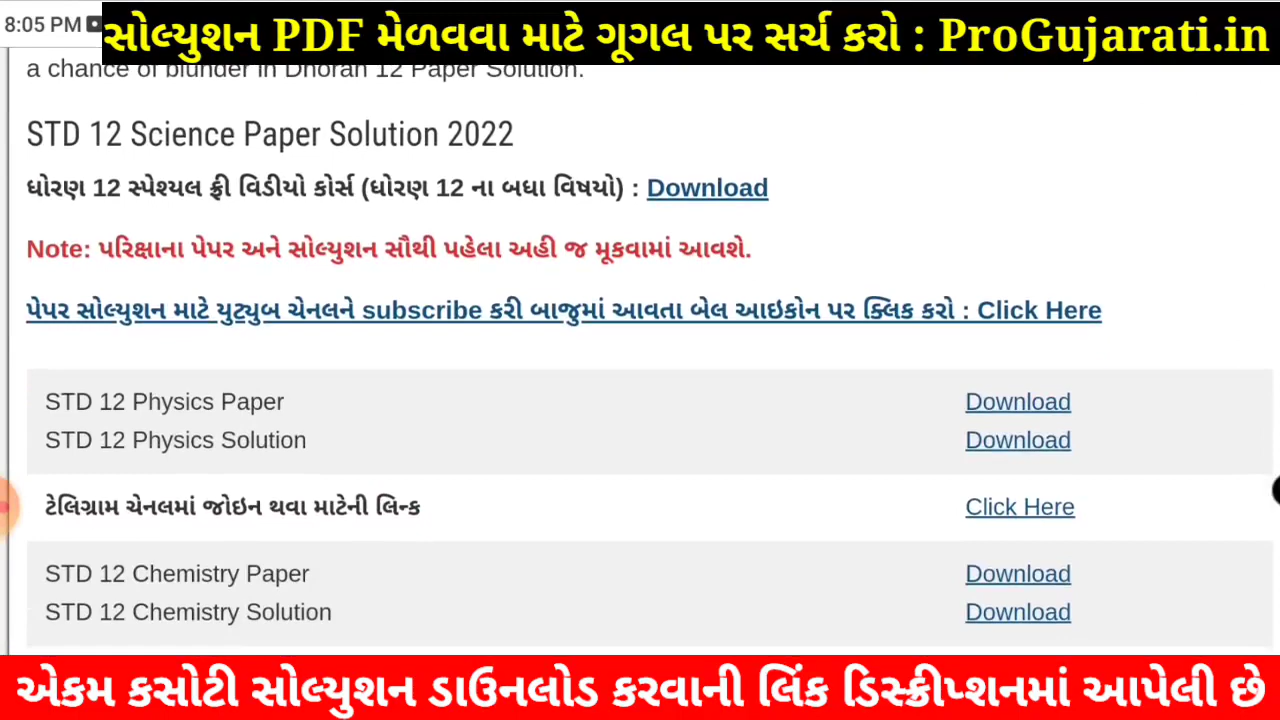 8:05 PM
સોલ્યુશન PDF મેળવવા માટે ગૂગલ પર સર્ચ કરો : ProGujarati.in
a chance of blunder in Dhoran 12 Paper Solution.
STD 12 Science Paper Solution 2022
ધોરણ 12 સ્પેશ્યલ ફ્રી વિડીયો કોર્સ (ધોરણ 12 ના બધા વિષયો) : Download
Note: પરિક્ષાના પેપર અને સોલ્યુશન સૌથી પહેલા અહી જ મૂકવામાં આવશે.
પેપર સોલ્યુશન માટે યુટ્યુબ ચેનલને subscribe કરી બાજુમાં આવતા બેલ આઇકોન પર ક્લિક કરો : Click Here
STD 12 Physics Paper Download
STD 12 Physics Solution Download
ટેલિગ્રામ ચેનલમાં જોઇન થવા માટેની લિન્ક Click Here
STD 12 Chemistry Paper Download
STD 12 Chemistry Solution Download
એકમ કસોટી સોલ્યુશન ડાઉનલોડ કરવાની લિંક ડિસ્ક્રીપ્શનમાં આપેલી છે